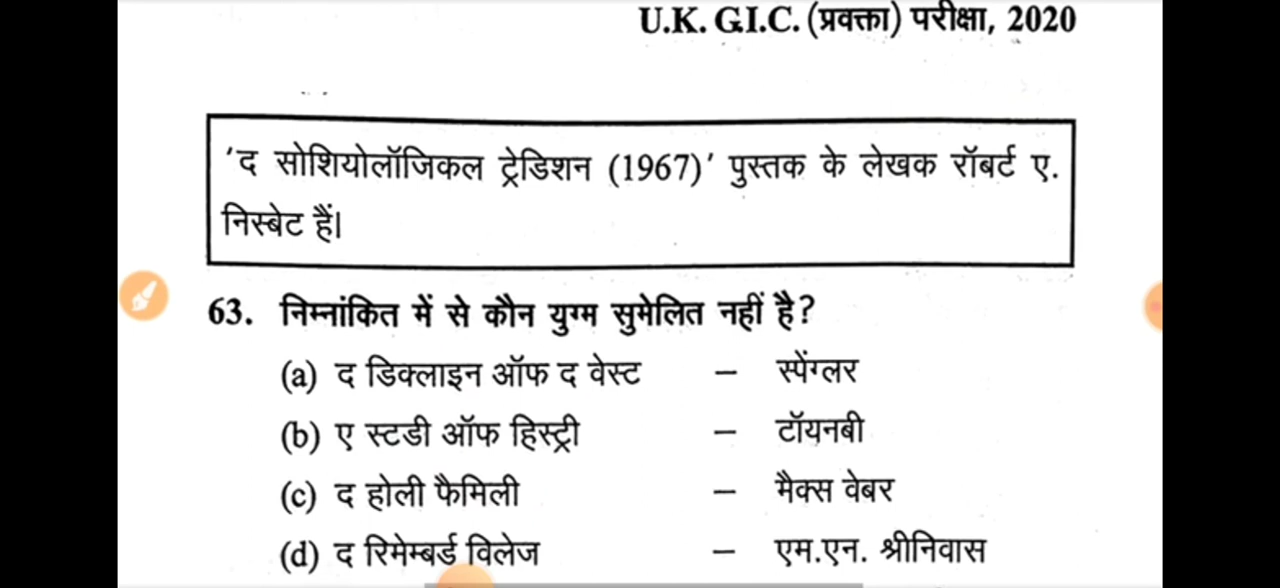 U.K. G.I.C. (प्रवक्ता) परीक्षा, 2020
'द सोशियोलॉजिकल ट्रेडिशन (1967)' पुस्तक के लेखक रॉबर्ट ए.
निस्बेट हैं।
63. निम्नांकित में से कौन युग्म सुमेलित नहीं है?
(a) द डिक्लाइन ऑफ द वेस्ट – स्पेंग्लर
(b) ए स्टडी ऑफ हिस्ट्री – टॉयनबी
(c) द होली फैमिली – मैक्स वेबर
(d) द रिमेम्बर्ड विलेज – एम.एन. श्रीनिवास